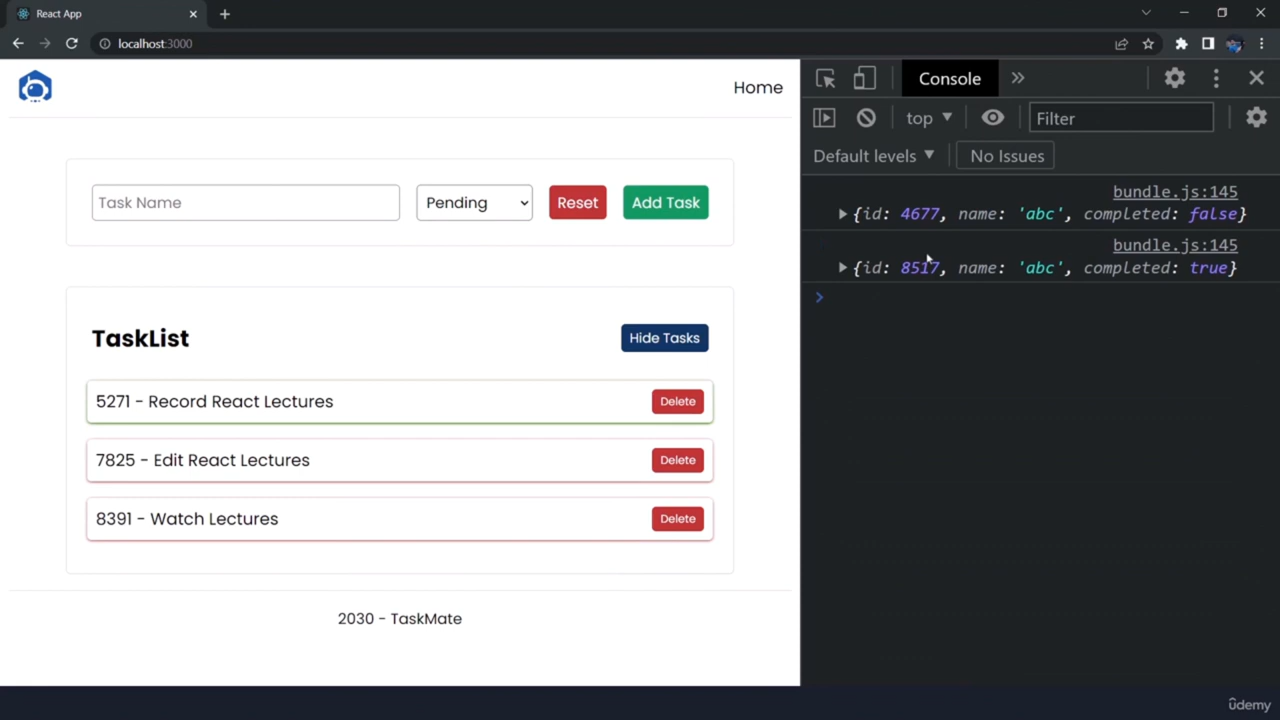 React App
localhost:3000
Home
Task Name
Pending
Reset
Add Task
TaskList
Hide Tasks
5271 - Record React Lectures
Delete
7825 - Edit React Lectures
Delete
8391 - Watch Lectures
Delete
2030 - TaskMate
Console
top
Filter
Default levels
No Issues
bundle.js:145
{id: 4677, name: 'abc', completed: false}
bundle.js:145
{id: 8517, name: 'abc', completed: true}
ûdemy